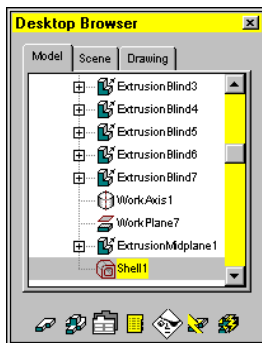 Desktop Browser
Model Scene Drawing
ExtrusionBlind3
ExtrusionBlind4
ExtrusionBlind5
ExtrusionBlind6
ExtrusionBlind7
WorkAxis1
WorkPlane7
ExtrusionMidplane1
Shell1